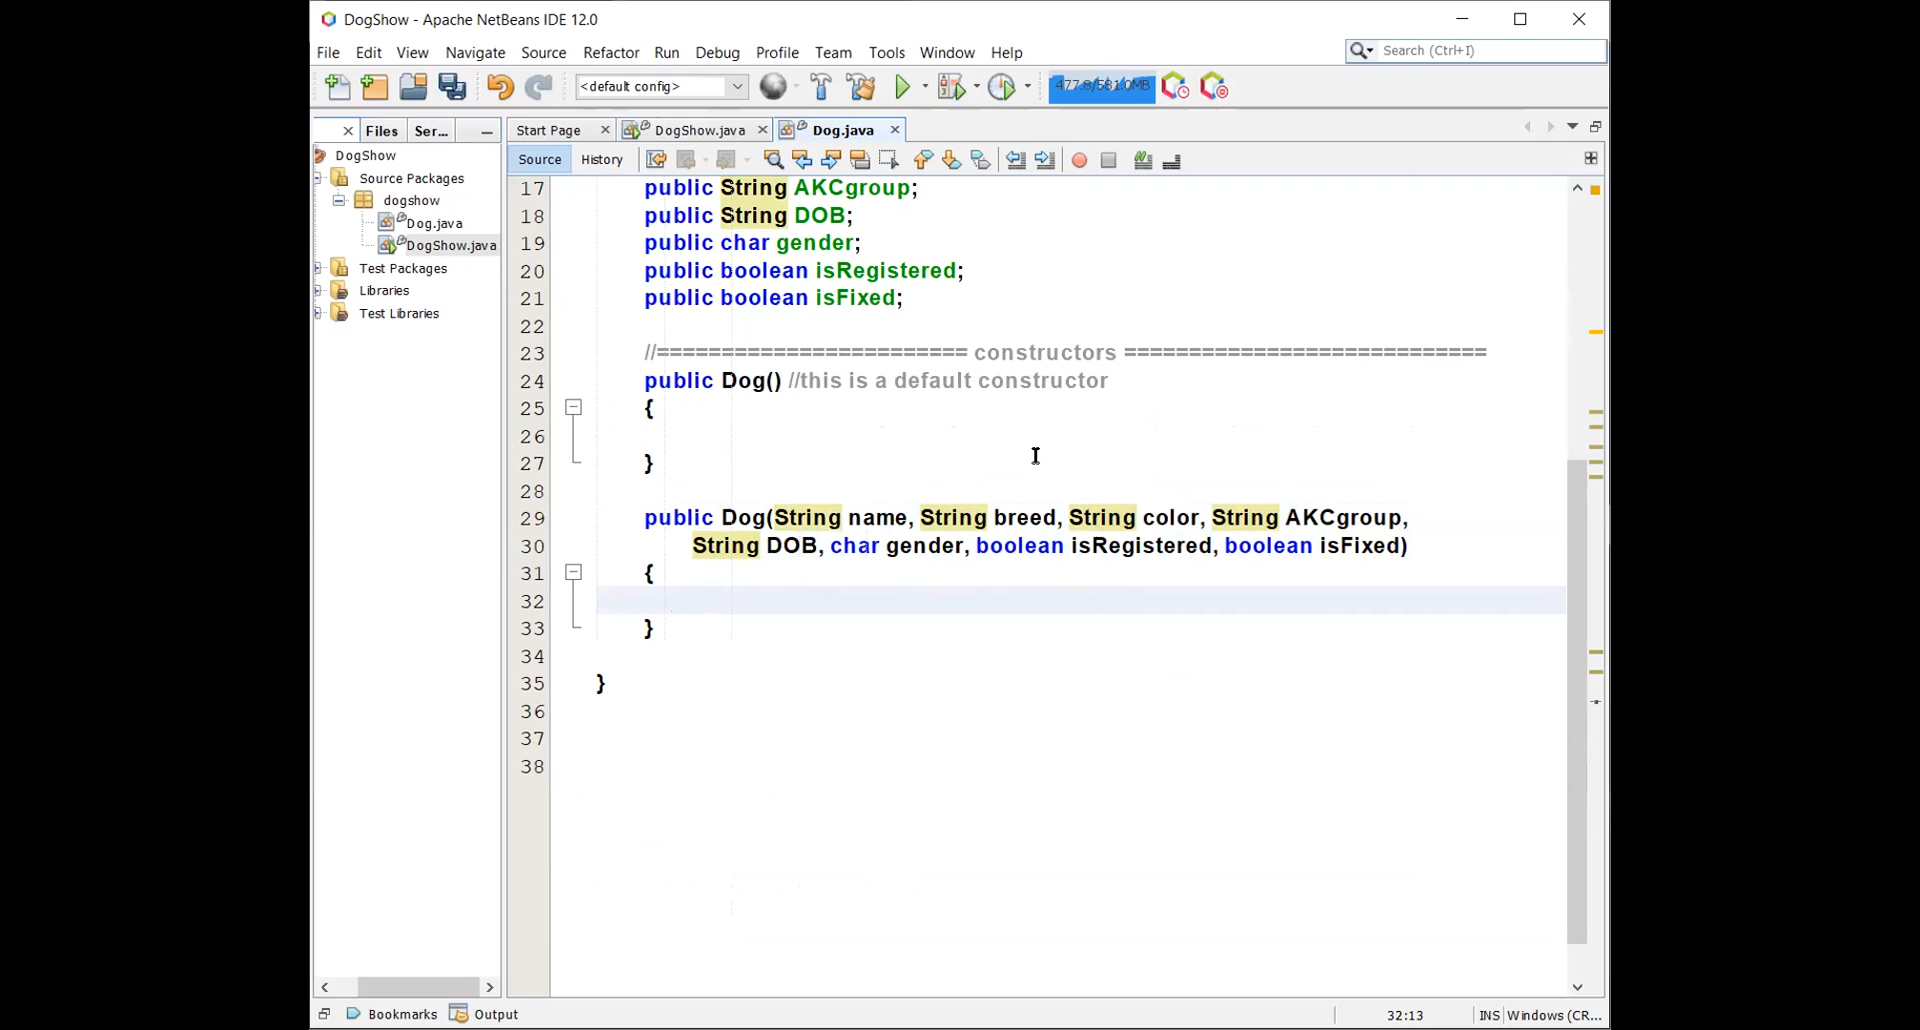 DogShow - Apache NetBeans IDE 12.0
File Edit View Navigate Source Refactor Run Debug Profile Team Tools Window Help
Search (Ctrl+I)
<default config>
477.8/581.0MB
Files Ser...
Start Page DogShow.java Dog.java
DogShow
Source Packages
dogshow
Dog.java
DogShow.java
Test Packages
Libraries
Test Libraries
Source History
17 public String AKCgroup;
18 public String DOB;
19 public char gender;
20 public boolean isRegistered;
21 public boolean isFixed;
22
23 //======================== constructors ============================
24 public Dog() //this is a default constructor
25 {
26
27 }
28
29 public Dog(String name, String breed, String color, String AKCgroup,
30 String DOB, char gender, boolean isRegistered, boolean isFixed)
31 {
32
33 }
34
35 }
36
37
38
Bookmarks Output
32:13 INS Windows (CR...